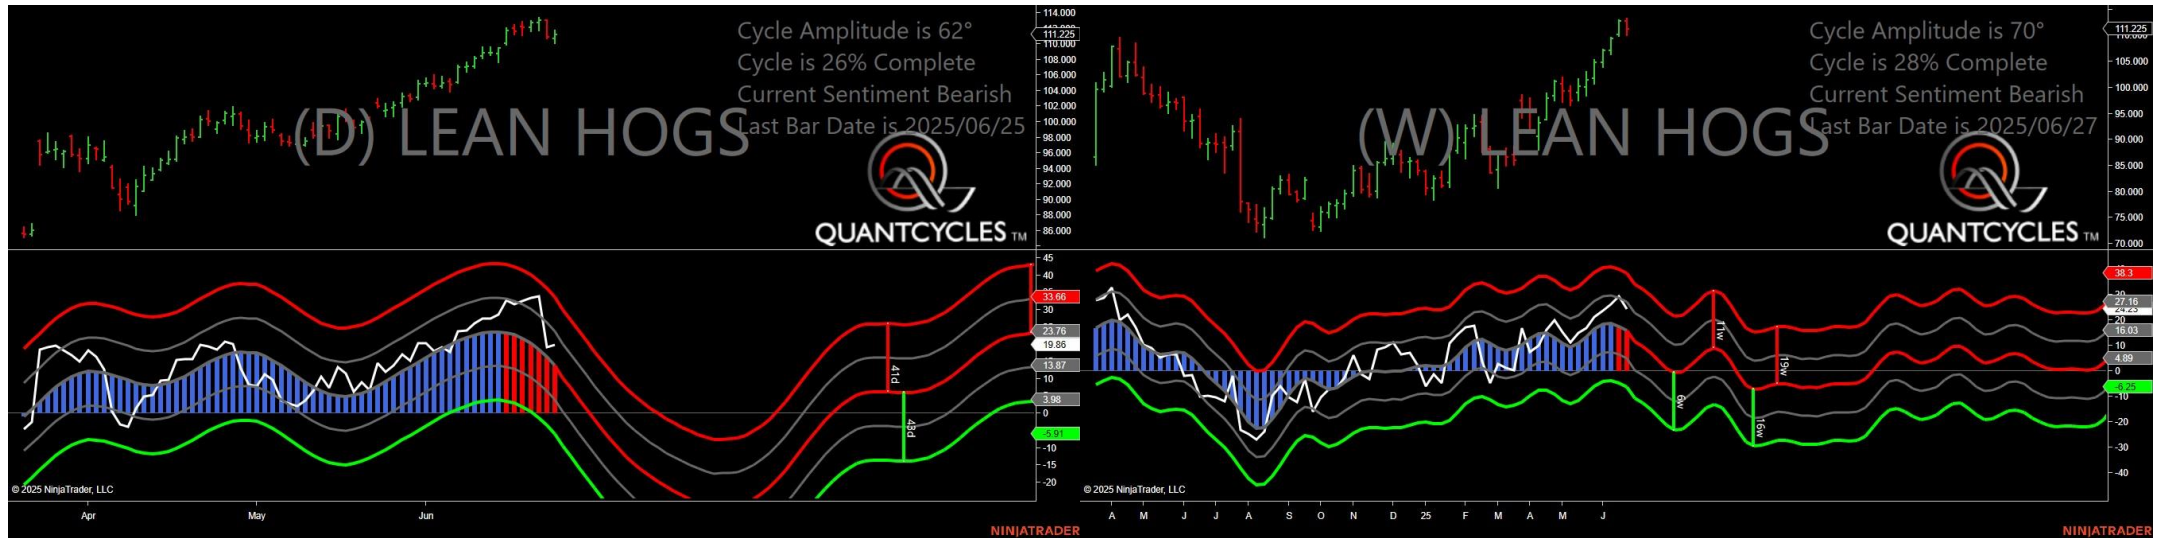 Cycle Amplitude is 62°
Cycle is 26% Complete
Current Sentiment Bearish
Last Bar Date is 2025/06/25
(D) LEAN HOGS
QUANTCYCLES TM
114.000
111.225
110.000
108.000
106.000
104.000
102.000
100.000
98.000
96.000
94.000
92.000
90.000
88.000
86.000
45
40
33.66
30
23.76
19.86
13.87
10
3.98
0
-5.91
-10
-15
-20
41d
43d
© 2025 NinjaTrader, LLC
Apr May Jun
NINJATRADER
Cycle Amplitude is 70°
Cycle is 28% Complete
Current Sentiment Bearish
Last Bar Date is 2025/06/27
(W) LEAN HOGS
QUANTCYCLES TM
111.225
105.000
100.000
95.000
90.000
85.000
80.000
75.000
70.000
38.3
27.16
24.25
20
16.03
10
4.89
0
-6.25
-10
-20
-30
-40
11w
19w
6w
16w
© 2025 NinjaTrader, LLC
A M J J A S O N D 25 F M A M J
NINJATRADER